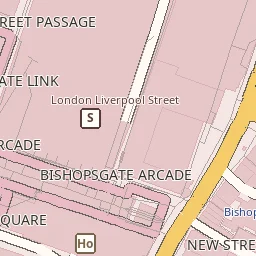 REET PASSAGE
ATE LINK
London Liverpool Street
S
ARCADE
BISHOPSGATE ARCADE
Bishop
QUARE
Ho
NEW STRE